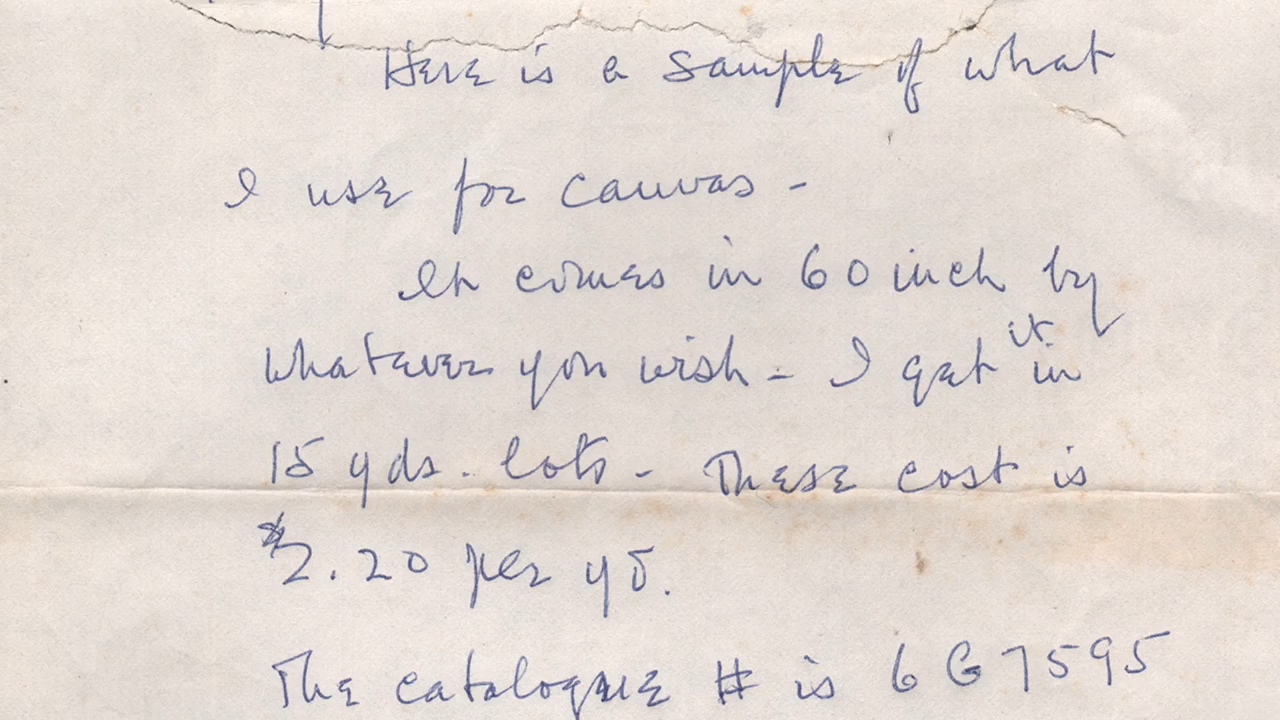 Here is a sample of what
I use for canvas -
It comes in 60 inch by
whatever you wish - I get it in
15 yds. lots - These cost is
$2.20 per yd.
The catalogue # is 6G7595